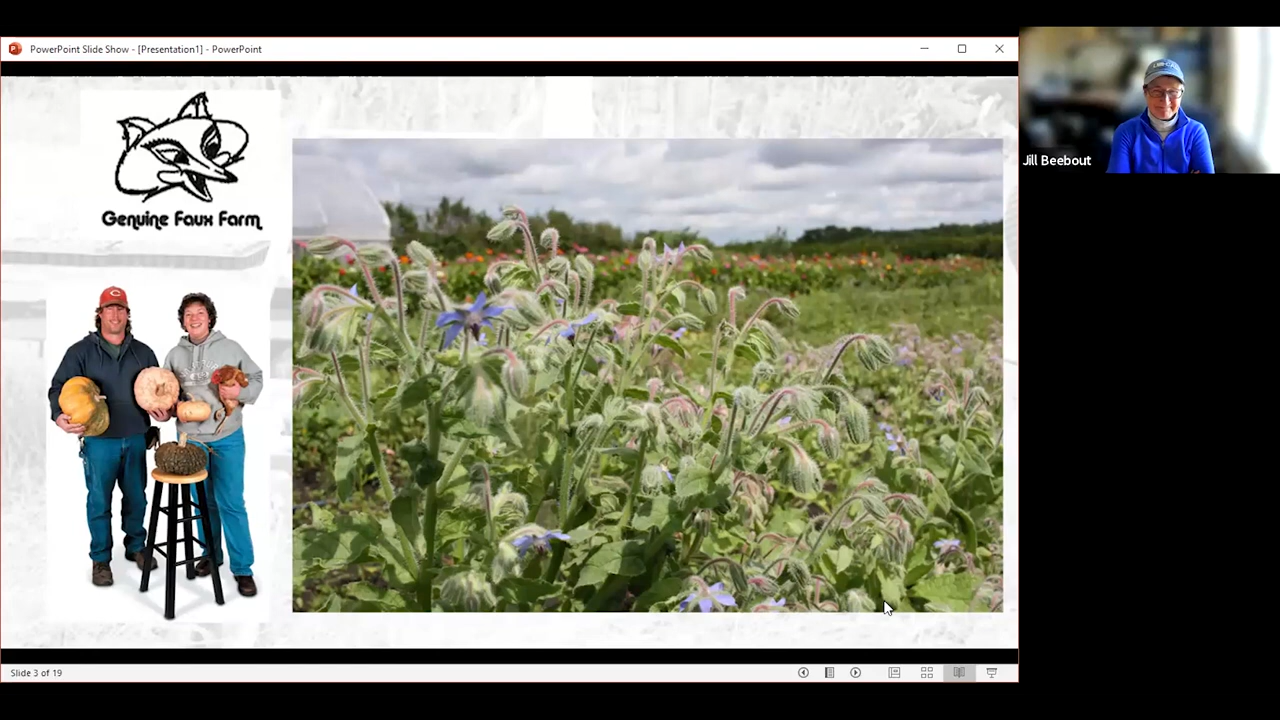 PowerPoint Slide Show - [Presentation1] - PowerPoint
Genuine Faux Farm
Jill Beebout
Slide 3 of 19